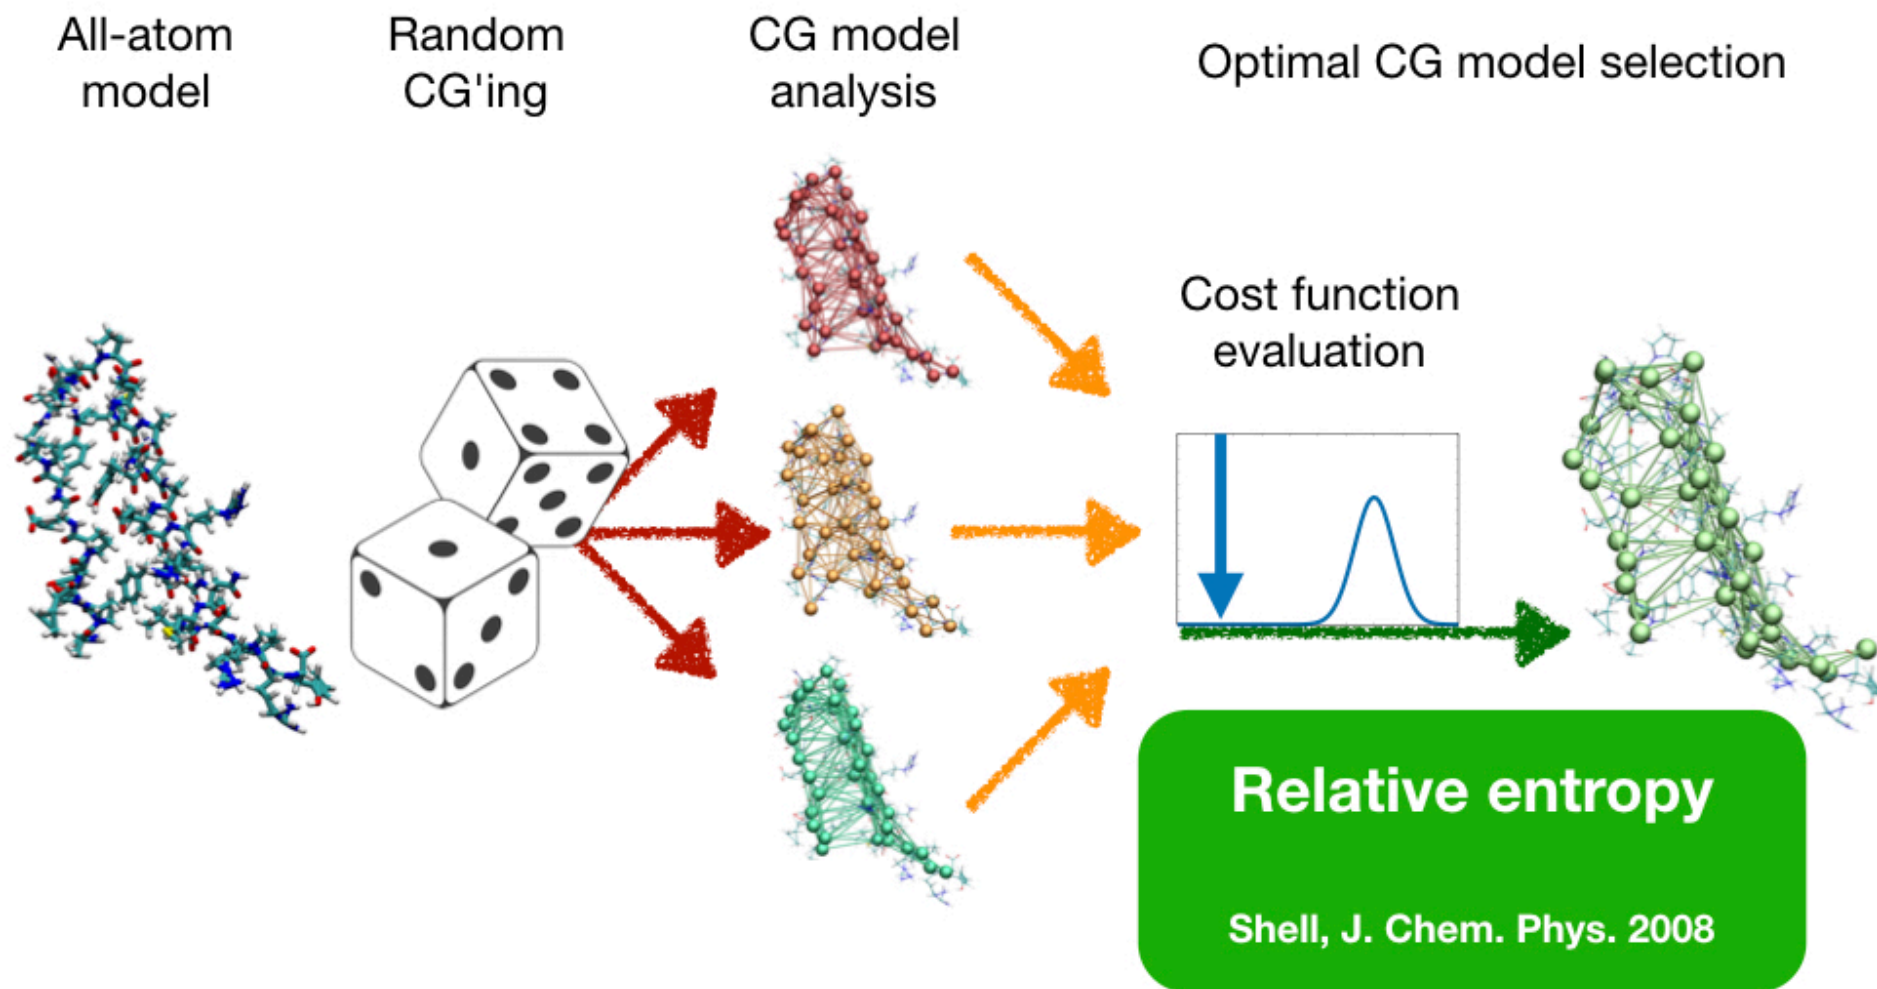 All-atom
model
Random
CG'ing
CG model
analysis
Optimal CG model selection
Cost function
evaluation
Relative entropy
Shell, J. Chem. Phys. 2008